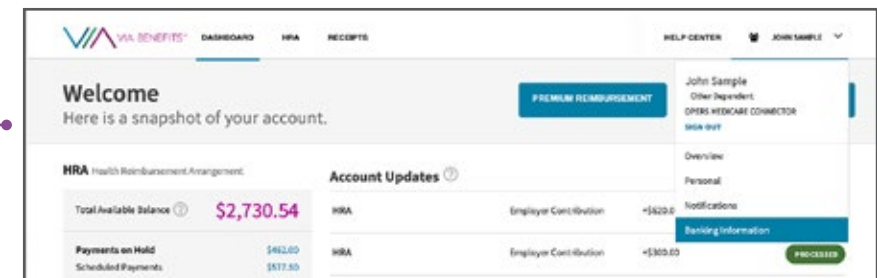 VIA BENEFITS DASHBOARD HRA RECEIPTS HELP CENTER JOHN SAMPLE
Welcome
Here is a snapshot of your account.
PREMIUM REIMBURSEMENT
John Sample
Other Dependent
OPERS MEDICARE CONNECTOR
SIGN OUT
Overview
Personal
Notifications
Banking Information
HRA Health Reimbursement Arrangement
Total Available Balance $2,730.54
Payments on Hold $462.00
Scheduled Payments $577.50
Account Updates
HRA Employer Contribution
HRA Employer Contribution +$300.00 PROCESSED